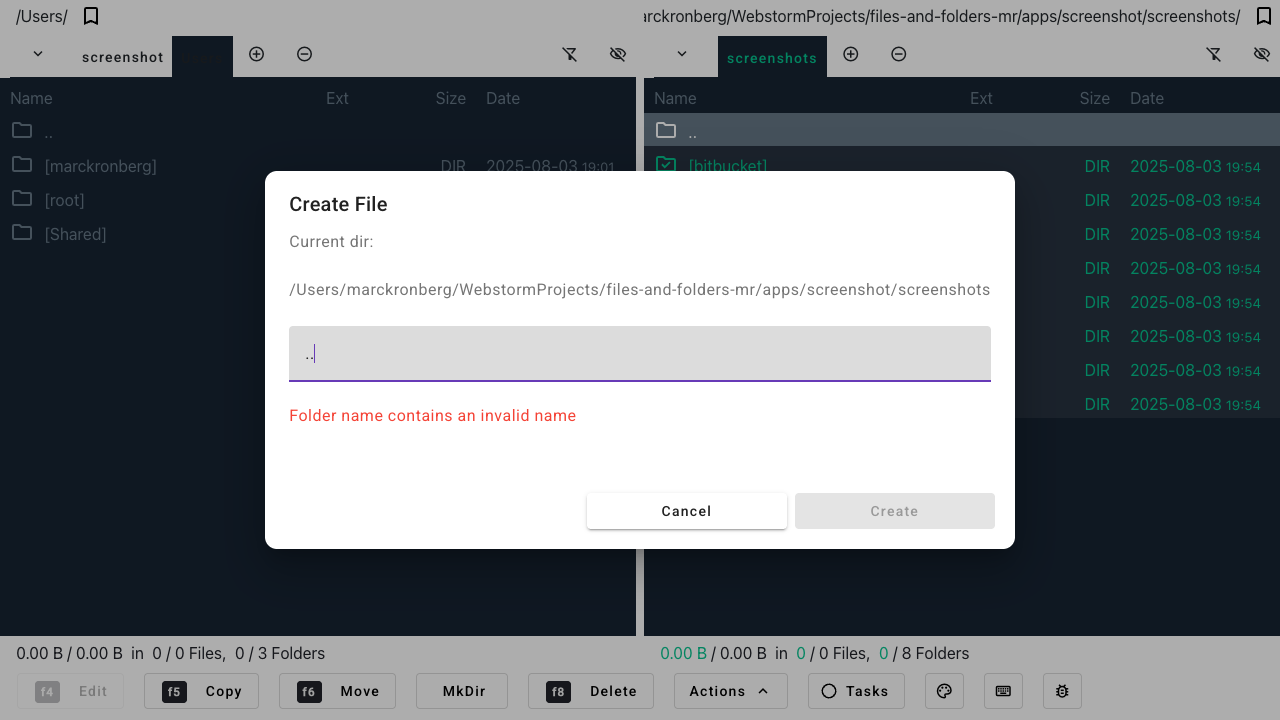 /Users/
arckronberg/WebstormProjects/files-and-folders-mr/apps/screenshot/screenshots/
screenshot
screenshots
Name Ext Size Date
Name Ext Size Date
..
[marckronberg] DIR 2025-08-03 19:01
[root]
[Shared]
..
[bitbucket] DIR 2025-08-03 19:54
DIR 2025-08-03 19:54
DIR 2025-08-03 19:54
DIR 2025-08-03 19:54
DIR 2025-08-03 19:54
DIR 2025-08-03 19:54
DIR 2025-08-03 19:54
DIR 2025-08-03 19:54
Create File
Current dir:
/Users/marckronberg/WebstormProjects/files-and-folders-mr/apps/screenshot/screenshots
..
Folder name contains an invalid name
Cancel Create
0.00 B / 0.00 B in 0 / 0 Files, 0 / 3 Folders
0.00 B / 0.00 B in 0 / 0 Files, 0 / 8 Folders
f4 Edit f5 Copy f6 Move MkDir f8 Delete Actions Tasks